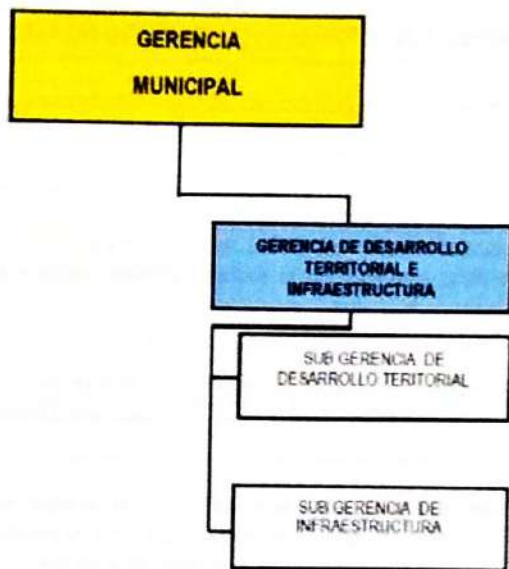 GERENCIA
MUNICIPAL
GERENCIA DE DESARROLLO
TERRITORIAL E
INFRAESTRUCTURA
SUB GERENCIA DE
DESARROLLO TERITORIAL
SUB GERENCIA DE
INFRAESTRUCTURA